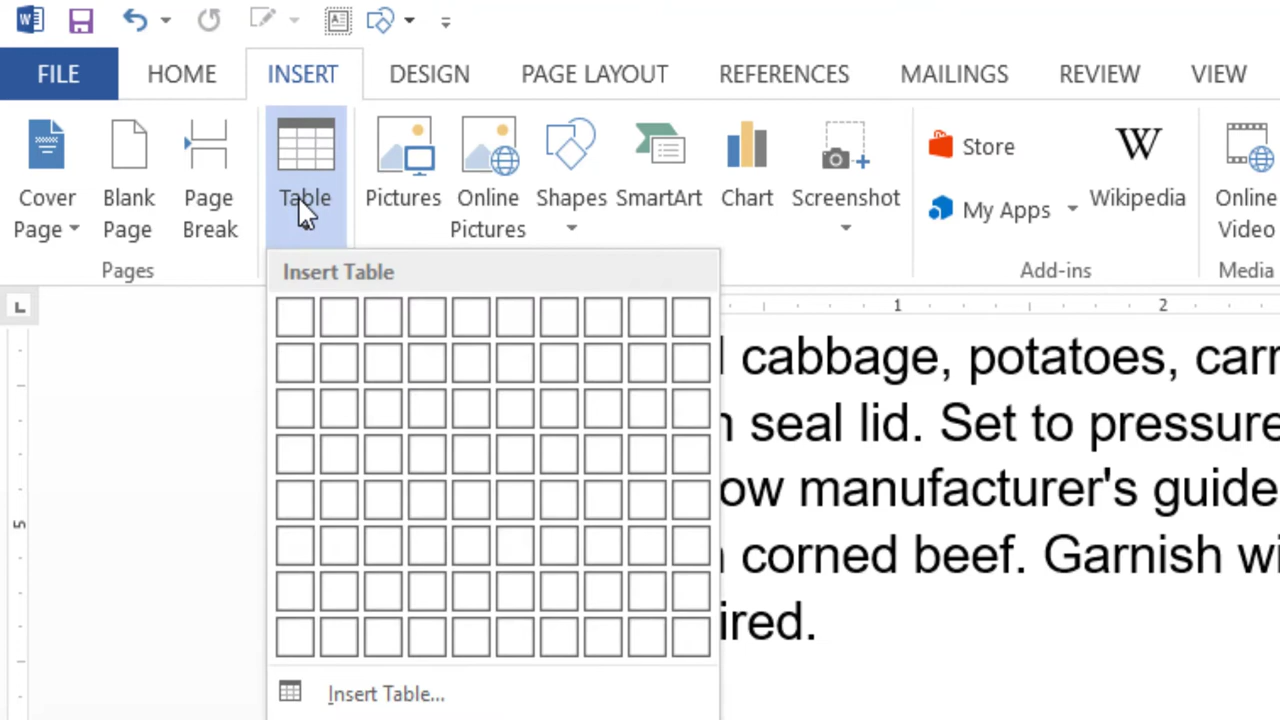 FILE HOME INSERT DESIGN PAGE LAYOUT REFERENCES MAILINGS REVIEW VIEW
Cover Page
Blank Page
Page Break
Table
Pictures
Online Pictures
Shapes
SmartArt
Chart
Screenshot
Store
My Apps
Wikipedia
Online Video
Pages
Add-ins
Media
Insert Table
1 2
cabbage, potatoes, carr
seal lid. Set to pressure
ow manufacturer's guide
corned beef. Garnish wi
ired.
5
Insert Table...